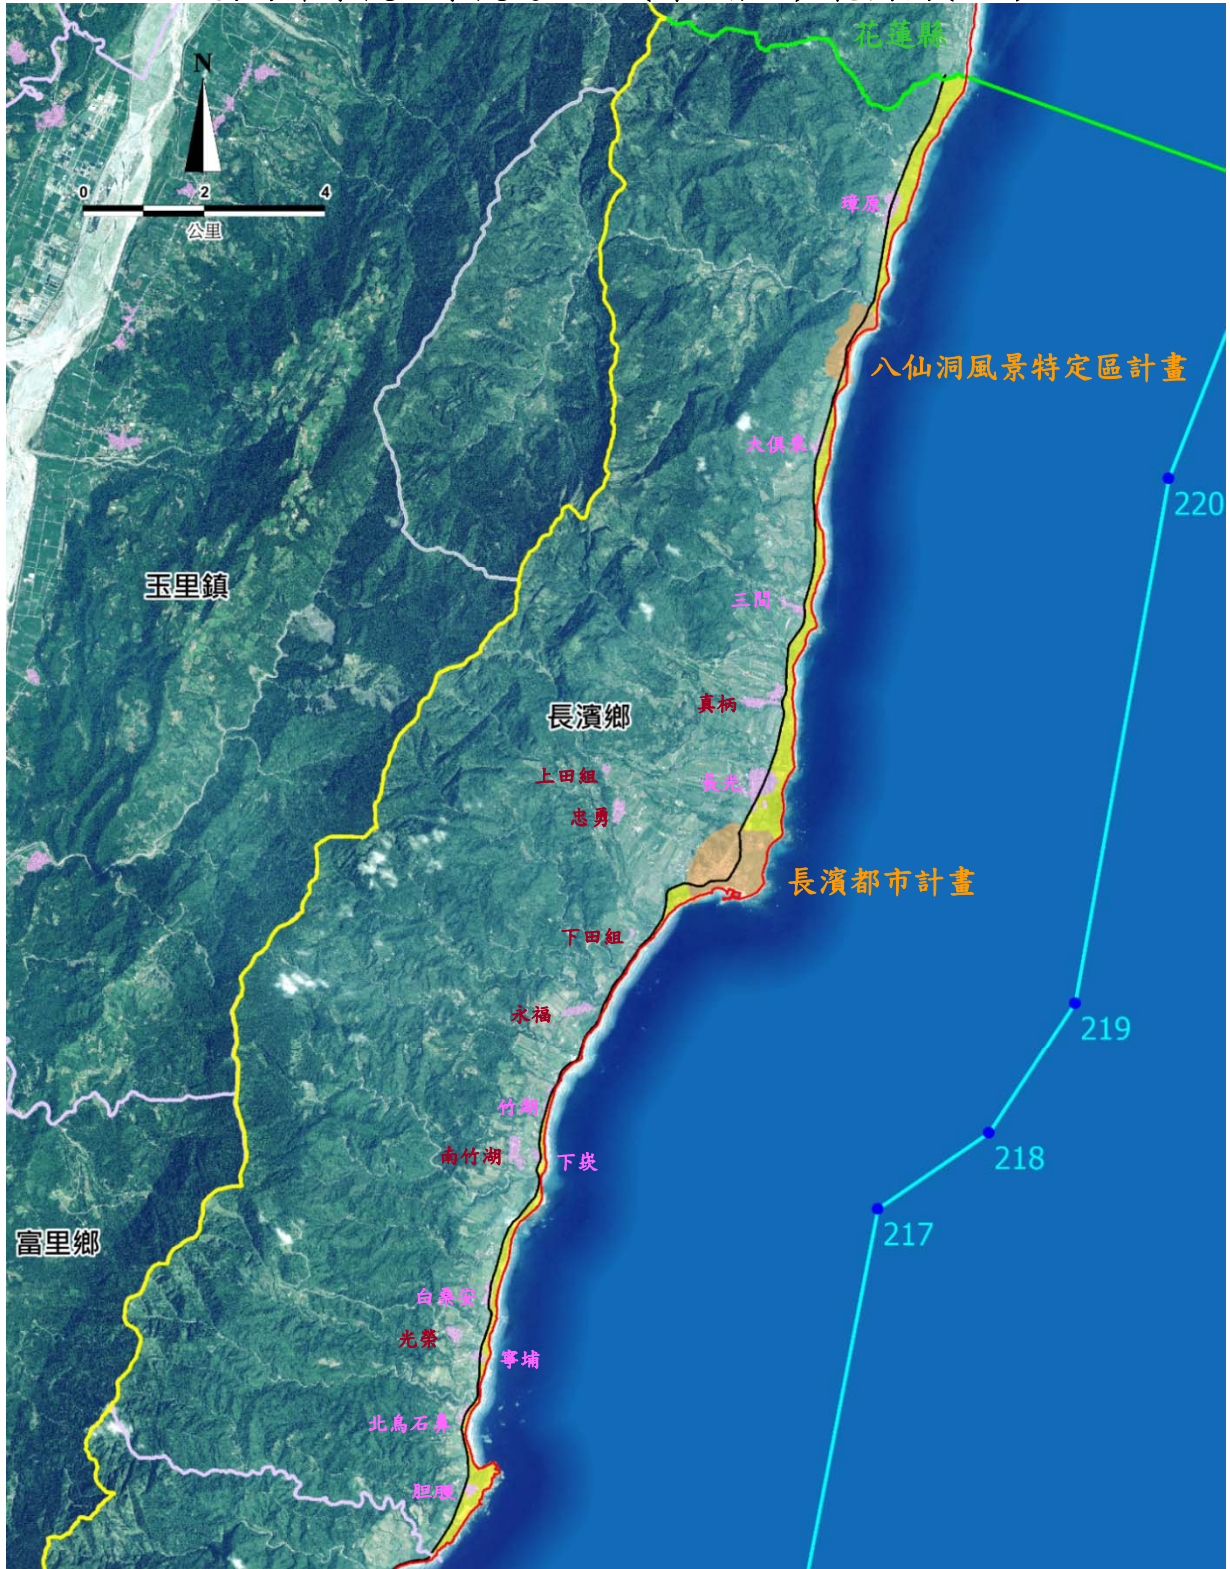 花蓮縣
N
0 2 4
公里
璋原
八仙洞風景特定區計畫
大俱來
220
玉里鎮
三間
真柄
長濱鄉
上田組
長光
忠勇
長濱都市計畫
下田組
永福
219
竹湖
南竹湖
下崁
218
217
富里鄉
白桑安
光榮
寧埔
北烏石鼻
胆𦠿